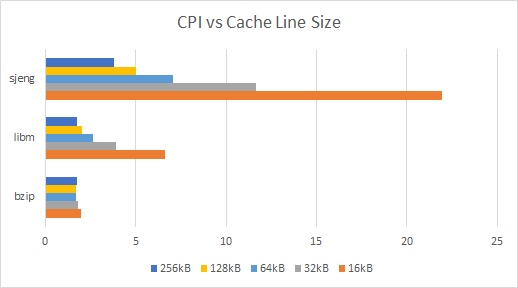 CPI vs Cache Line Size
sjeng
libm
bzip
0 5 10 15 20 25
256kB 128kB 64kB 32kB 16kB